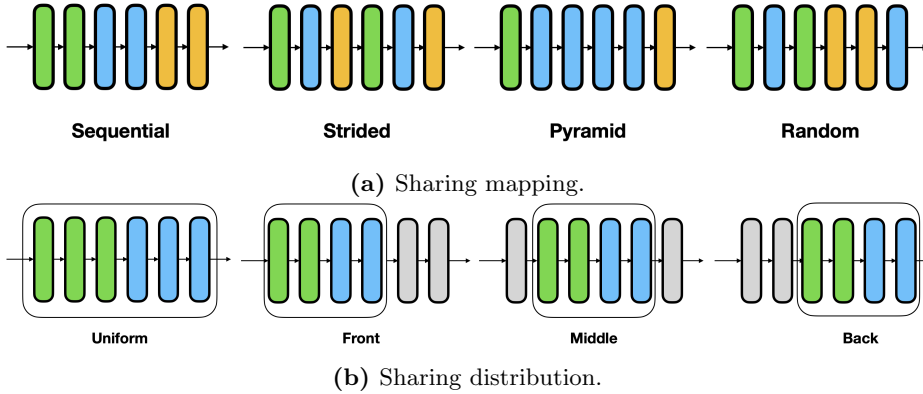 Sequential Strided Pyramid Random
(a) Sharing mapping.
Uniform Front Middle Back
(b) Sharing distribution.